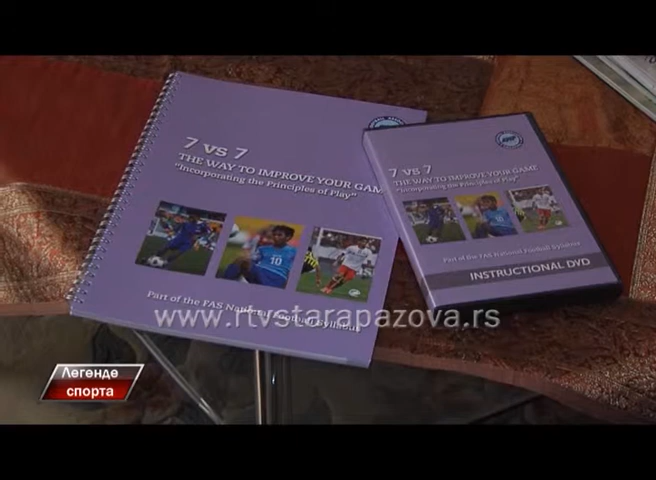 7 vs 7
THE WAY TO IMPROVE YOUR GAME
"Incorporating the Principles of Play"
10
Part of the FAS National Football Syllabus
7 vs 7
THE WAY TO IMPROVE YOUR GAME
"Incorporating the Principles of Play"
10
Part of the FAS National Football Syllabus
INSTRUCTIONAL DVD
www.rtvstarapazova.rs
Легенде
спорта